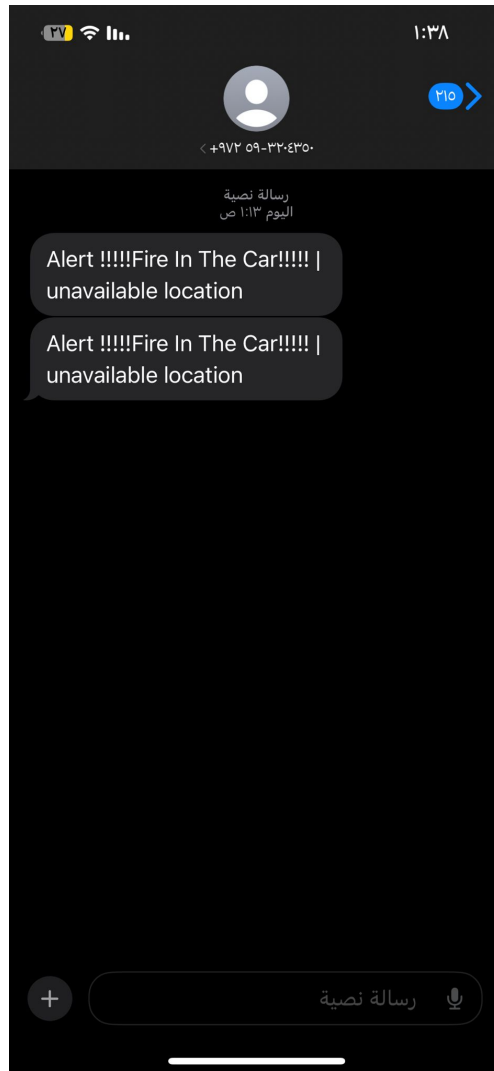 ١:٣٨
٢٧
٢١٥
+٩٧٢ ٥٩-٣٢٠٤٣٥٠
رسالة نصية
اليوم ١:١٣ ص
Alert !!!!!Fire In The Car!!!!! |
unavailable location
Alert !!!!!Fire In The Car!!!!! |
unavailable location
رسالة نصية